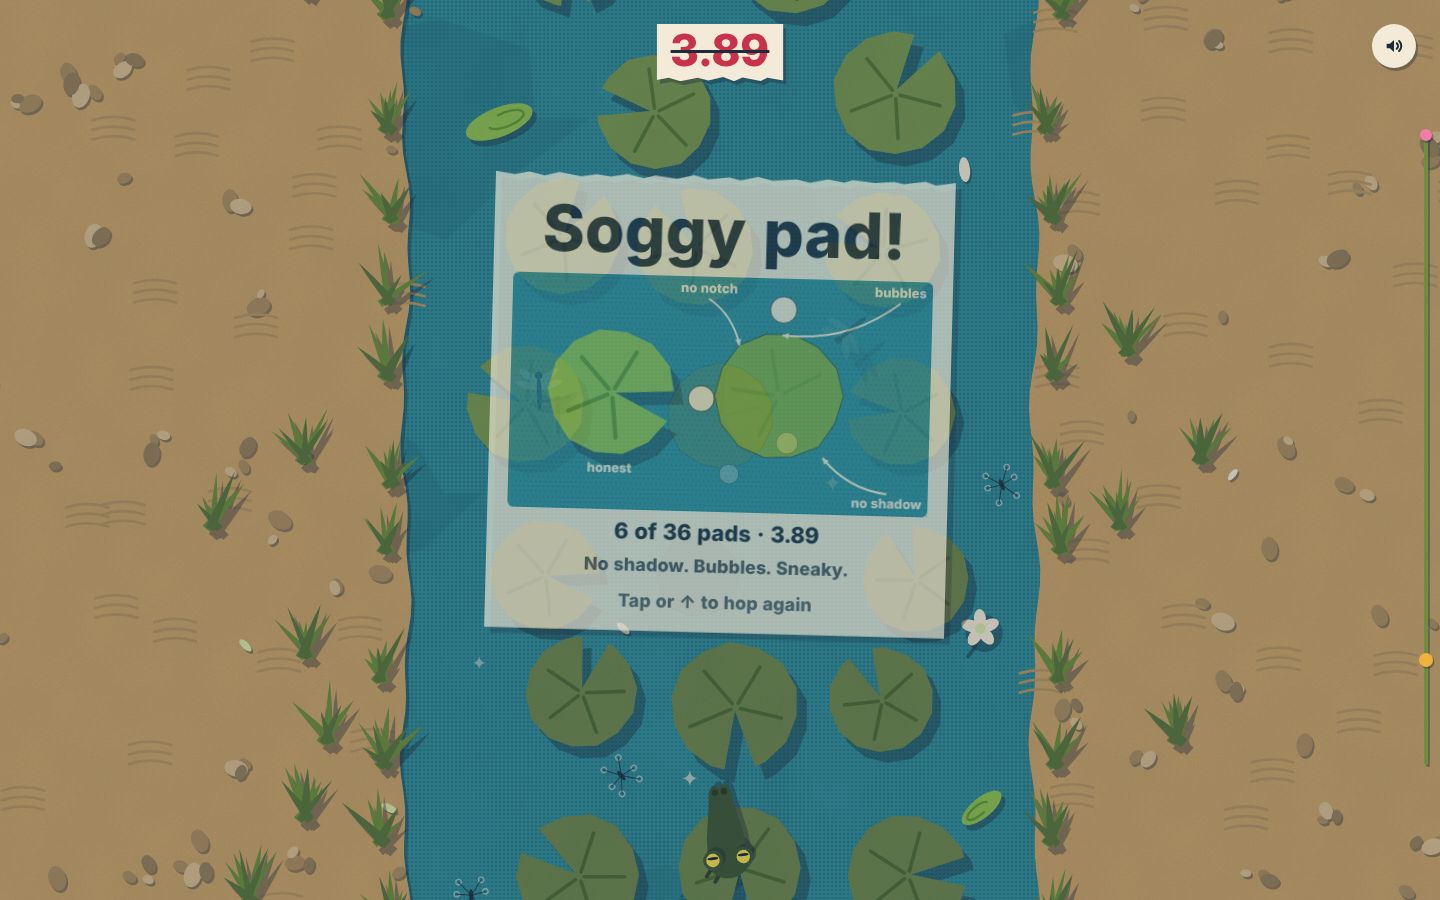 3.89
Soggy pad!
no notch
bubbles
honest
no shadow
6 of 36 pads · 3.89
No shadow. Bubbles. Sneaky.
Tap or ↑ to hop again